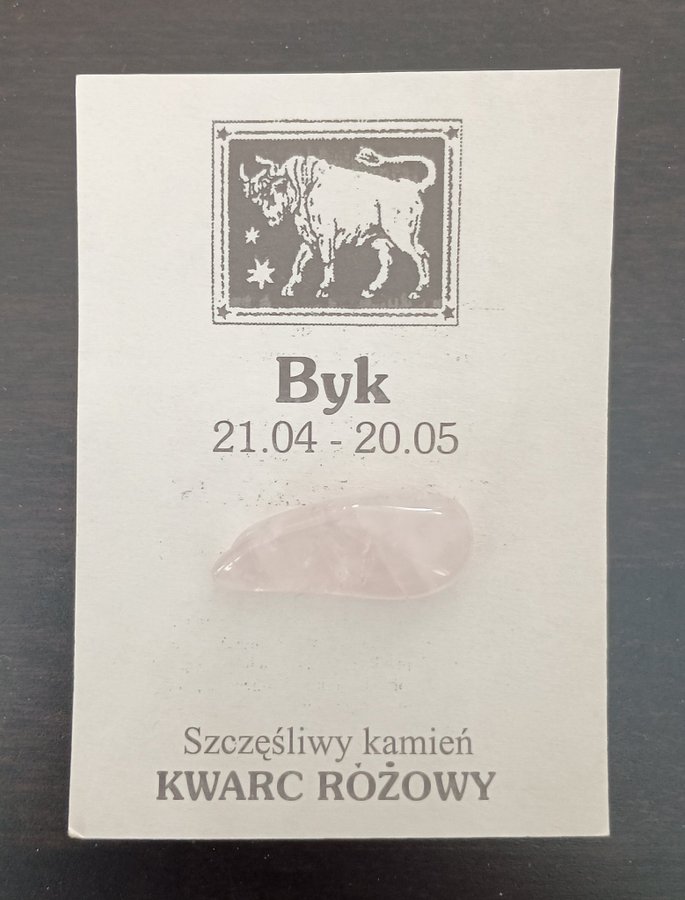 Byk
21.04 - 20.05
Szczęśliwy kamień
KWARC RÓŻOWY